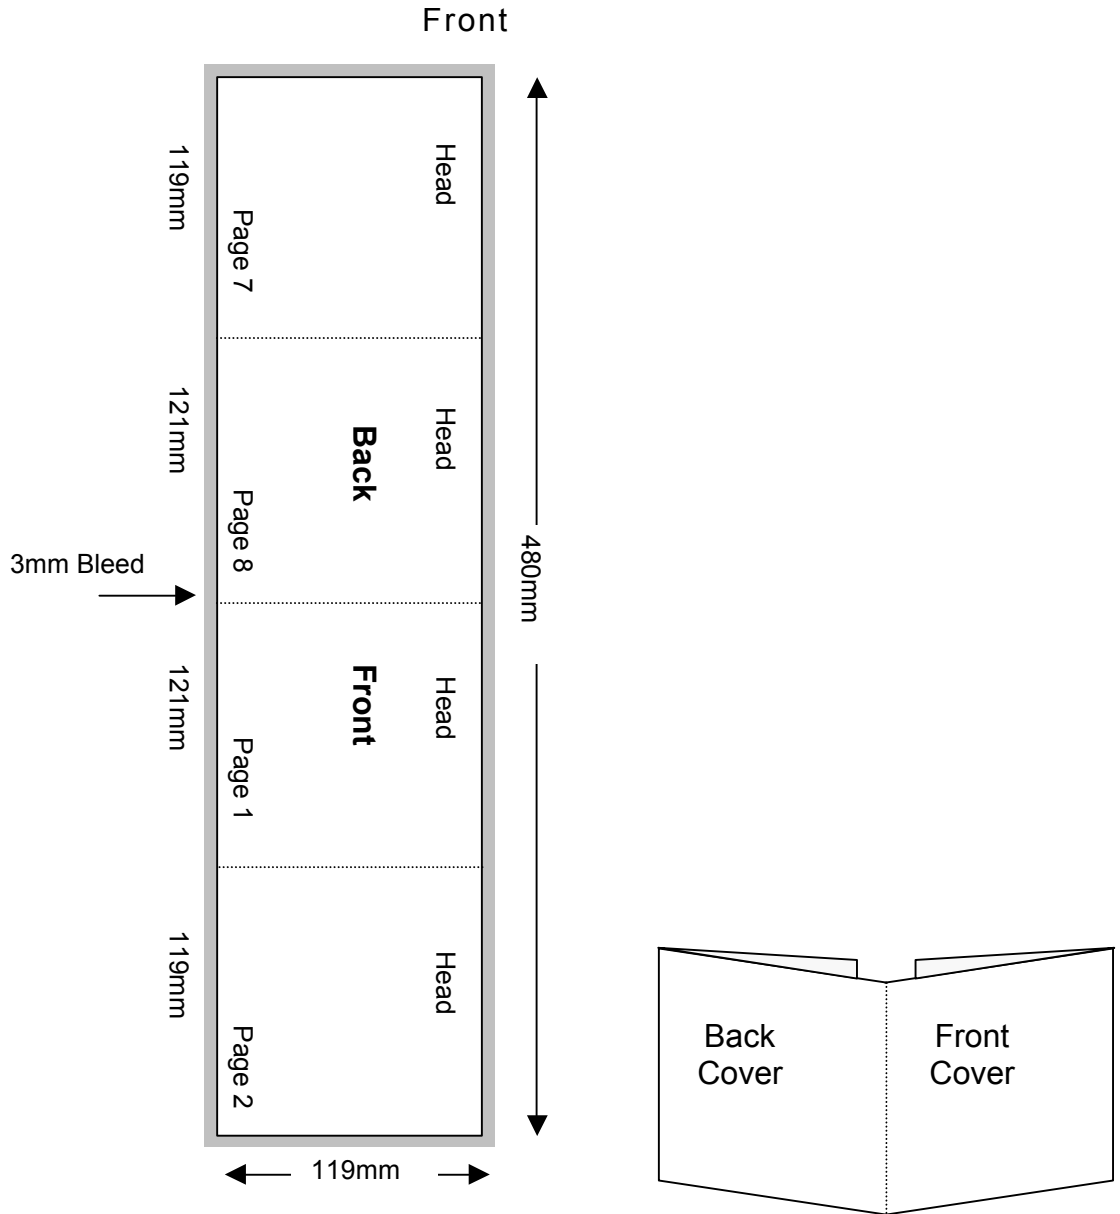 Front
119mm
Head
Page 7
121mm
Head
Back
Page 8
3mm Bleed
480mm
121mm
Head
Front
Page 1
119mm
Head
Page 2
119mm
Back
Cover
Front
Cover